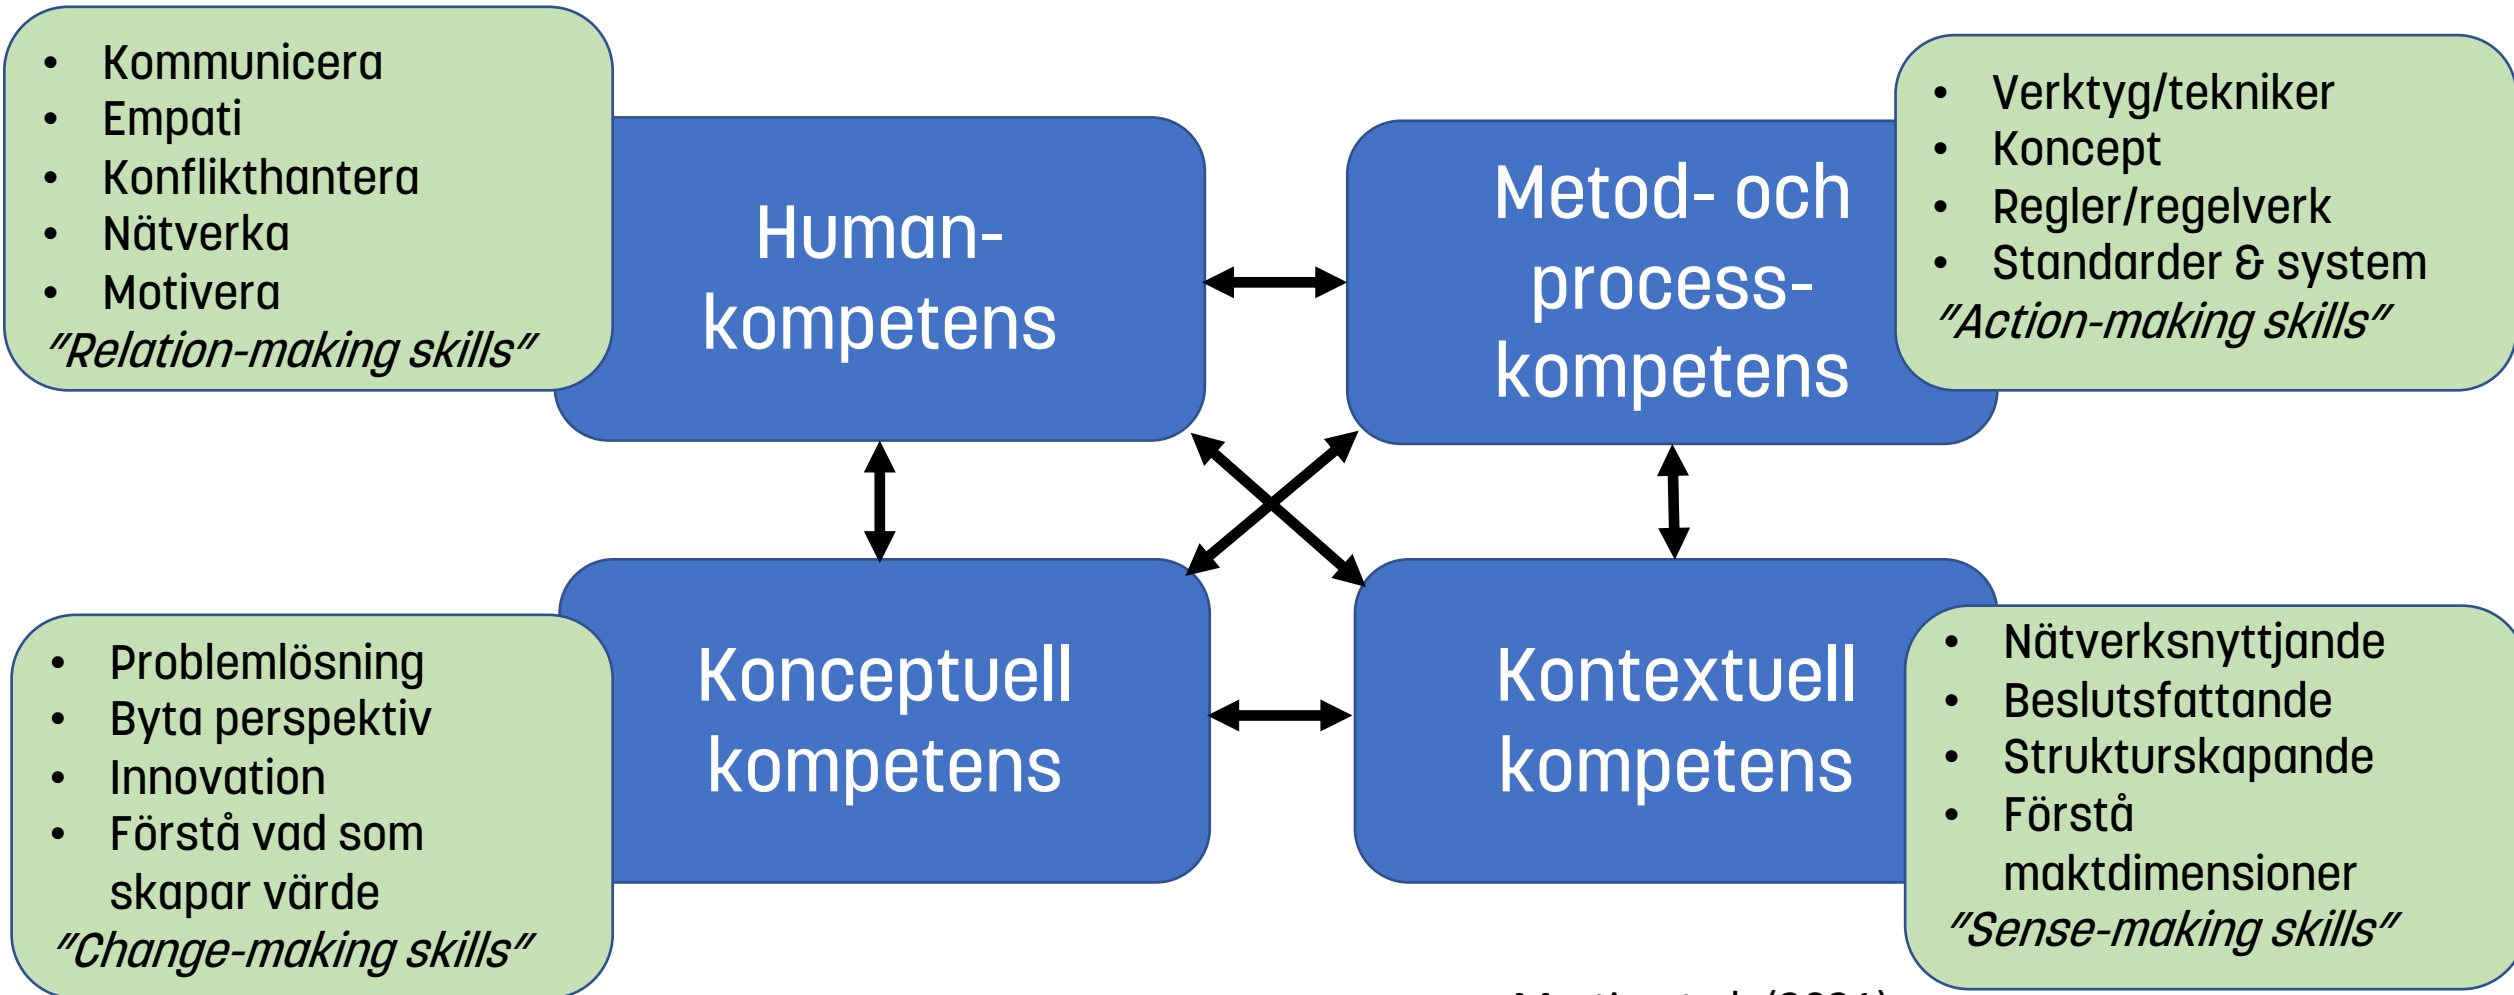 • Kommunicera
• Empati
• Konflikthantera
• Nätverka
• Motivera
"Relation-making skills"
Human-
kompetens
Metod- och
process-
kompetens
• Verktyg/tekniker
• Koncept
• Regler/regelverk
• Standarder & system
"Action-making skills"
• Problemlösning
• Byta perspektiv
• Innovation
• Förstå vad som
skapar värde
"Change-making skills"
Konceptuell
kompetens
Kontextuell
kompetens
• Nätverksnyttjande
• Beslutsfattande
• Strukturskapande
• Förstå
maktdimensioner
"Sense-making skills"